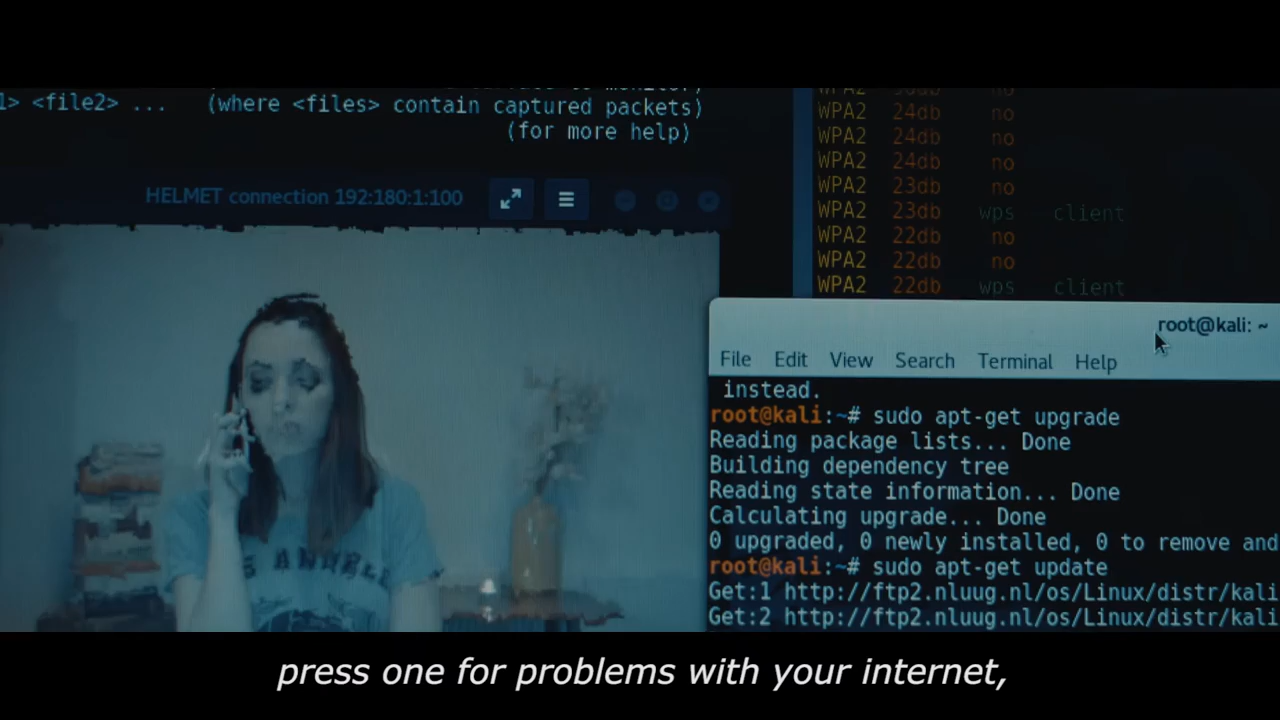 1> <file2> ... (where <files> contain captured packets)
(for more help)
HELMET connection 192:180:1:100
WPA2 24db no
WPA2 24db no
WPA2 24db no
WPA2 23db no
WPA2 23db wps client
WPA2 22db no
WPA2 22db no
WPA2 22db wps client
root@kali: ~
File Edit View Search Terminal Help
instead.
root@kali:~# sudo apt-get upgrade
Reading package lists... Done
Building dependency tree
Reading state information... Done
Calculating upgrade... Done
0 upgraded, 0 newly installed, 0 to remove and
root@kali:~# sudo apt-get update
Get:1 http://ftp2.nluug.nl/os/Linux/distr/kali
Get:2 http://ftp2.nluug.nl/os/Linux/distr/kali
press one for problems with your internet,